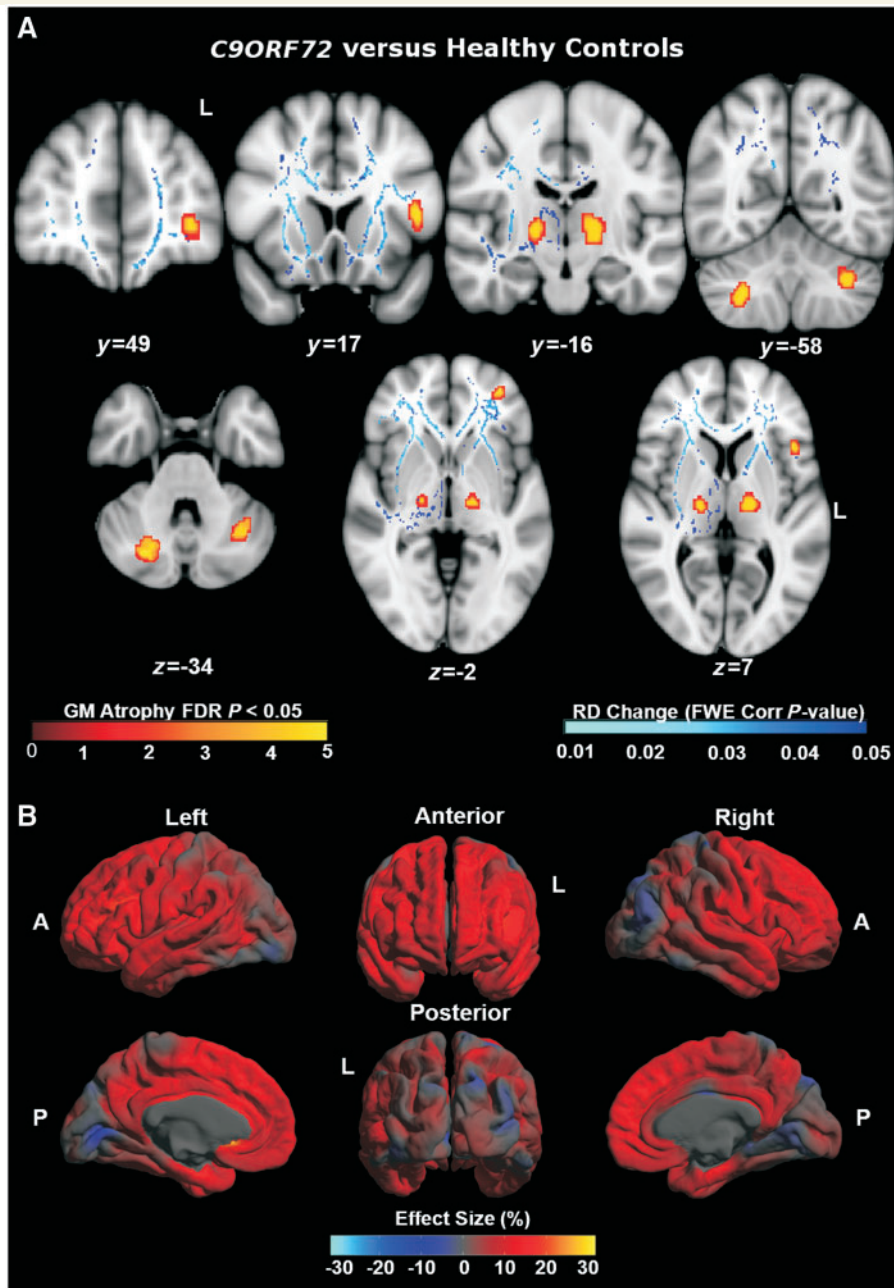 A
C9ORF72 versus Healthy Controls
L
y=49
y=17
y=-16
y=-58
L
z=-34
z=-2
z=7
GM Atrophy FDR P < 0.05
0 1 2 3 4 5
RD Change (FWE Corr P-value)
0.01 0.02 0.03 0.04 0.05
B
Left Anterior Right
L
A
A
Posterior
L
P
P
Effect Size (%)
-30 -20 -10 0 10 20 30